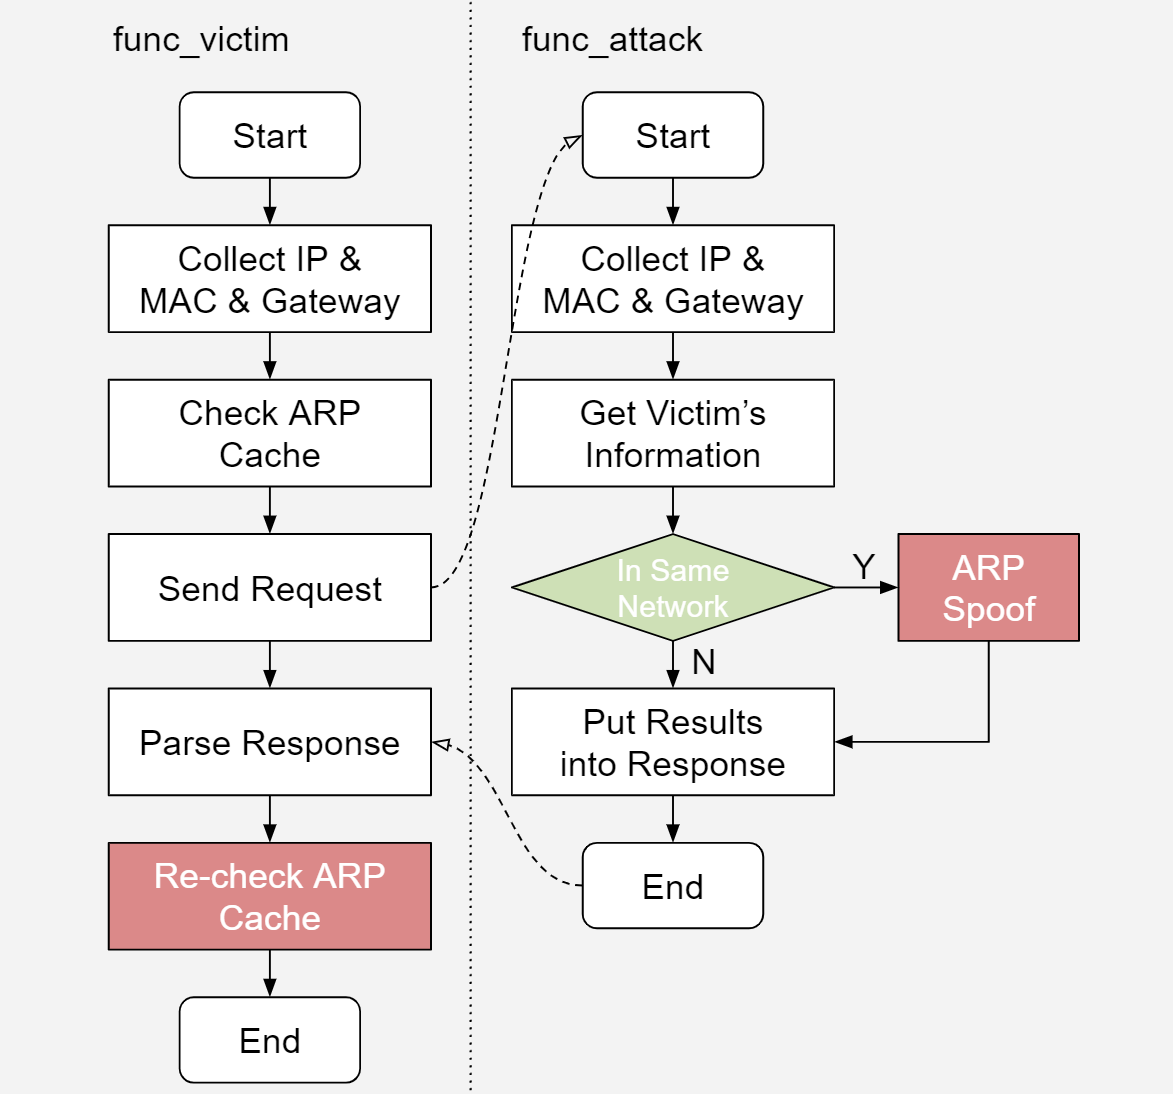 func_victim
Start
Collect IP &
MAC & Gateway
Check ARP
Cache
Send Request
Parse Response
Re-check ARP
Cache
End
func_attack
Start
Collect IP &
MAC & Gateway
Get Victim’s
Information
In Same
Network
Y
ARP
Spoof
N
Put Results
into Response
End